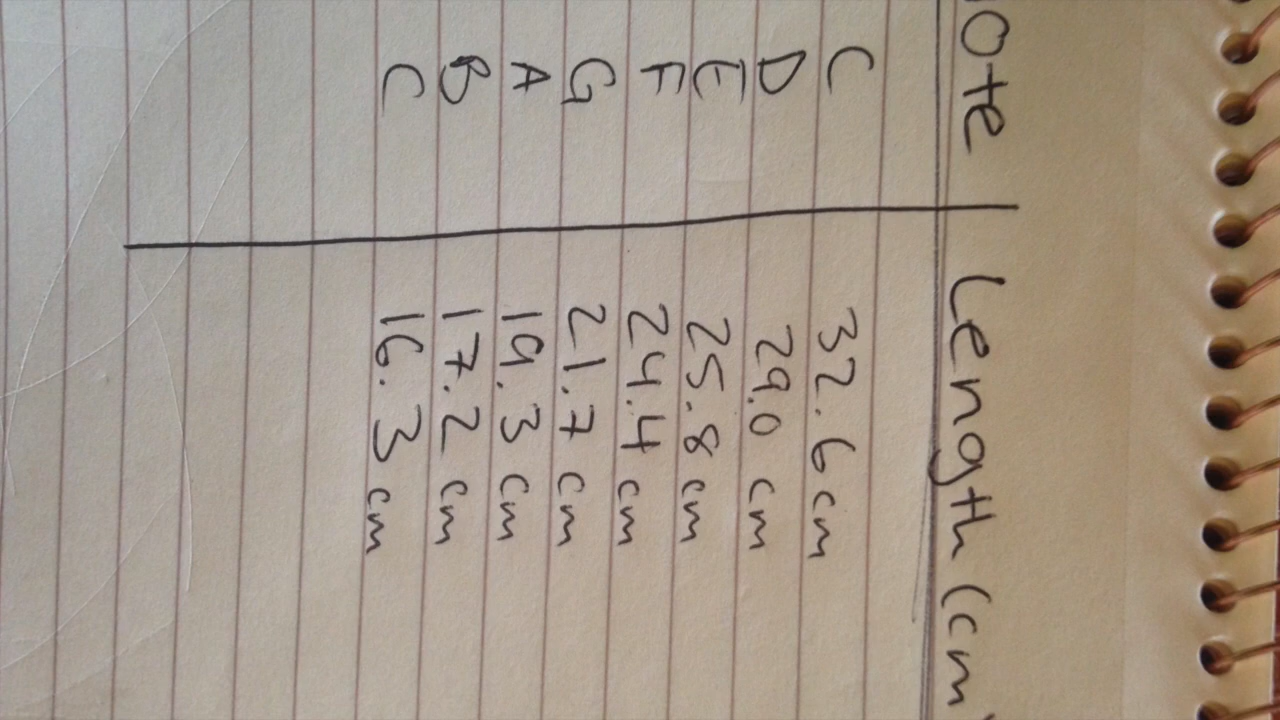 ote Length (cm
C 32.6 cm
D 29.0 cm
E 25.8 cm
F 24.4 cm
G 21.7 cm
A 19.3 cm
B 17.2 cm
C 16.3 cm